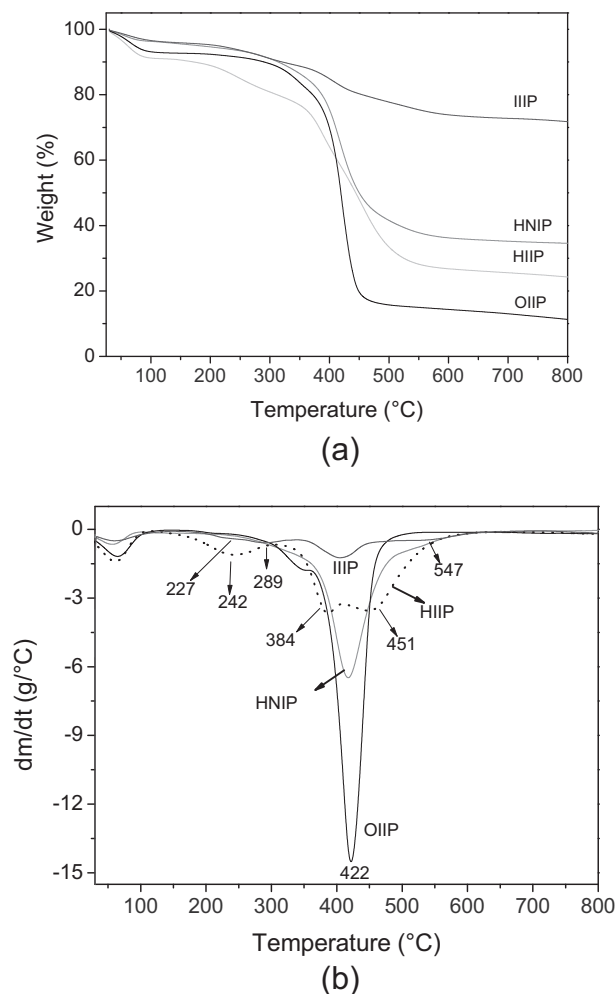 100
80
60
40
20
0
Weight (%)
IIIP
HNIP
HIIP
OIIP
100 200 300 400 500 600 700 800
Temperature (°C)
(a)
0
-3
-6
-9
-12
-15
dm/dt (g/°C)
227
242
289
IIIP
547
HIIP
384
451
HNIP
OIIP
422
100 200 300 400 500 600 700 800
Temperature (°C)
(b)